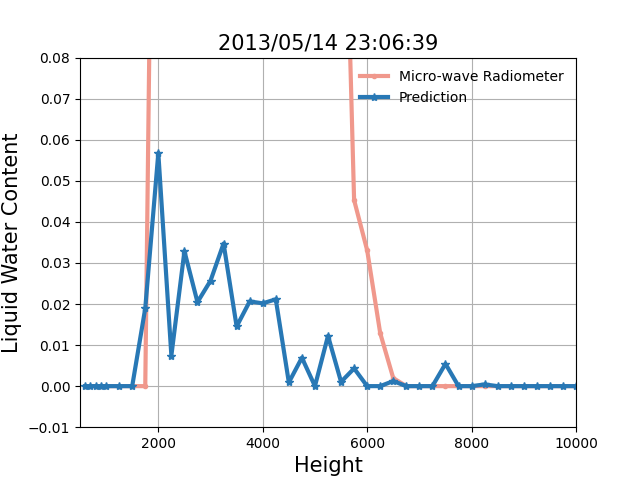 2013/05/14 23:06:39
0.08
0.07
0.06
0.05
0.04
0.03
0.02
0.01
0.00
−0.01
Liquid Water Content
Micro-wave Radiometer
Prediction
2000 4000 6000 8000 10000
Height